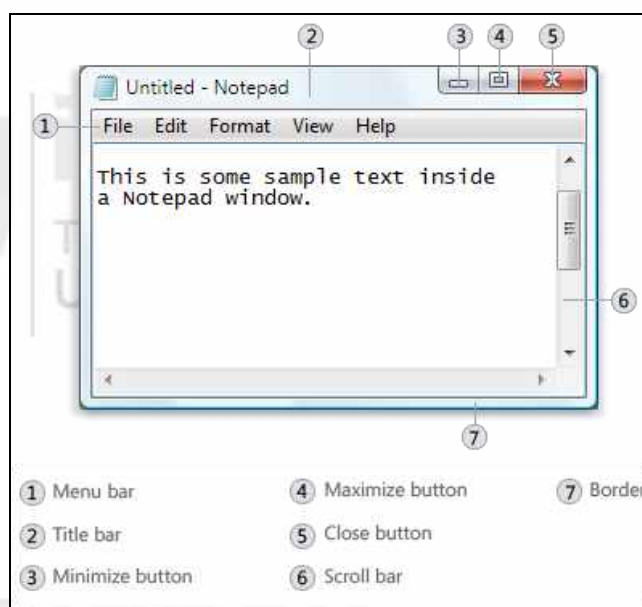 2
3
4
5
Untitled - Notepad
1
File Edit Format View Help
This is some sample text inside
a Notepad window.
6
7
1 Menu bar
2 Title bar
3 Minimize button
4 Maximize button
5 Close button
6 Scroll bar
7 Border